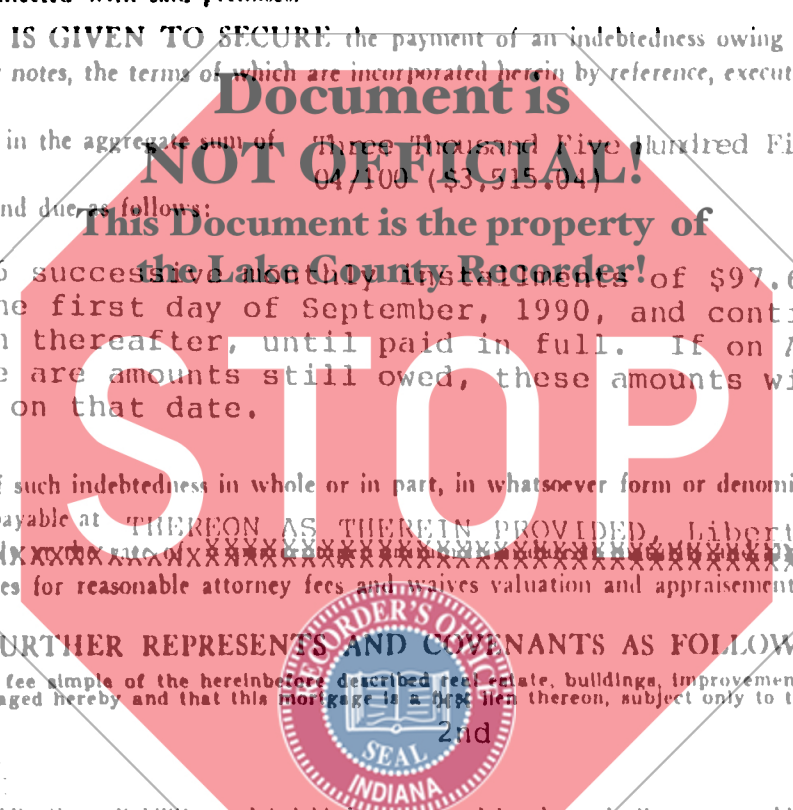 IS GIVEN TO SECURE the payment of an indebtedness owing
notes, the terms of which are incorporated herein by reference, execut
Document is
in the aggregate sum of Three Thousand Five Hundred Fi
NOT OFFICIAL!
04/100 ($3,515.04)
and due as follows:
This Document is the property of
the Lake County Recorder!
successive monthly installments of $97.6
he first day of September, 1990, and conti
thereafter, until paid in full. If on
e are amounts still owed, these amounts wi
on that date.
STOP
such indebtedness in whole or in part, in whatsoever form or denomi
payable at THEREON AS THEREIN PROVIDED, Libert
es for reasonable attorney fees and waives valuation and appraisement
URTHER REPRESENTS AND COVENANTS AS FOLLOW
fee simple of the hereinbefore described real estate, buildings, improvemen
aged hereby and that this mortgage is a first lien thereon, subject only to t
2nd
RECORDER'S OFFICE
SEAL
INDIANA